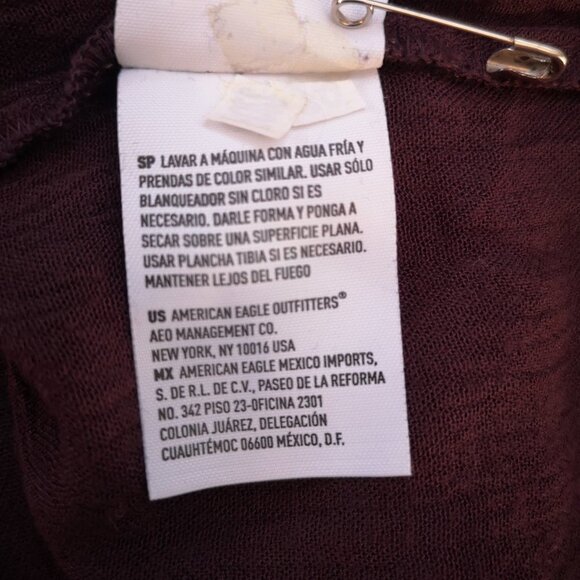 SP LAVAR A MÁQUINA CON AGUA FRÍA Y
PRENDAS DE COLOR SIMILAR. USAR SÓLO
BLANQUEADOR SIN CLORO SI ES
NECESARIO. DARLE FORMA Y PONGA A
SECAR SOBRE UNA SUPERFICIE PLANA.
USAR PLANCHA TIBIA SI ES NECESARIO.
MANTENER LEJOS DEL FUEGO
US AMERICAN EAGLE OUTFITTERS®
AEO MANAGEMENT CO.
NEW YORK, NY 10016 USA
MX AMERICAN EAGLE MEXICO IMPORTS,
S. DE R.L. DE C.V., PASEO DE LA REFORMA
NO. 342 PISO 23-OFICINA 2301
COLONIA JUÁREZ, DELEGACIÓN
CUAUHTÉMOC 06600 MÉXICO, D.F.